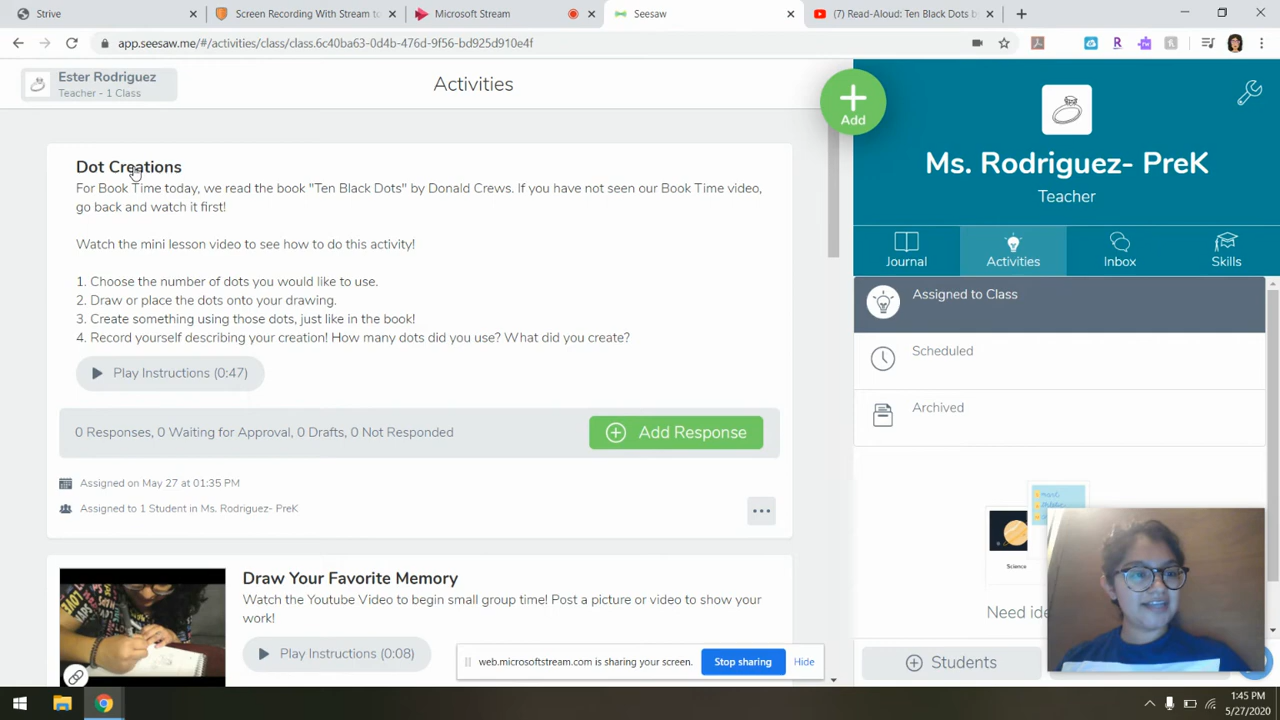 Strive
Screen Recording With Stream to
Microsoft Stream
Seesaw
(7) Read-Aloud: Ten Black Dots b
app.seesaw.me/#/activities/class/class.6c40ba63-0d4b-476d-9f56-bd925d910e4f
Ester Rodriguez
Teacher - 1 Class
Activities
Add
Dot Creations
For Book Time today, we read the book "Ten Black Dots" by Donald Crews. If you have not seen our Book Time video,
go back and watch it first!
Watch the mini lesson video to see how to do this activity!
1. Choose the number of dots you would like to use.
2. Draw or place the dots onto your drawing.
3. Create something using those dots, just like in the book!
4. Record yourself describing your creation! How many dots did you use? What did you create?
Play Instructions (0:47)
0 Responses, 0 Waiting for Approval, 0 Drafts, 0 Not Responded
Add Response
Assigned on May 27 at 01:35 PM
Assigned to 1 Student in Ms. Rodriguez- PreK
Draw Your Favorite Memory
Watch the Youtube Video to begin small group time! Post a picture or video to show your
work!
Play Instructions (0:08)
web.microsoftstream.com is sharing your screen.
Stop sharing
Hide
Ms. Rodriguez- PreK
Teacher
Journal
Activities
Inbox
Skills
Assigned to Class
Scheduled
Archived
Science
Need
Students
1:45 PM
5/27/2020